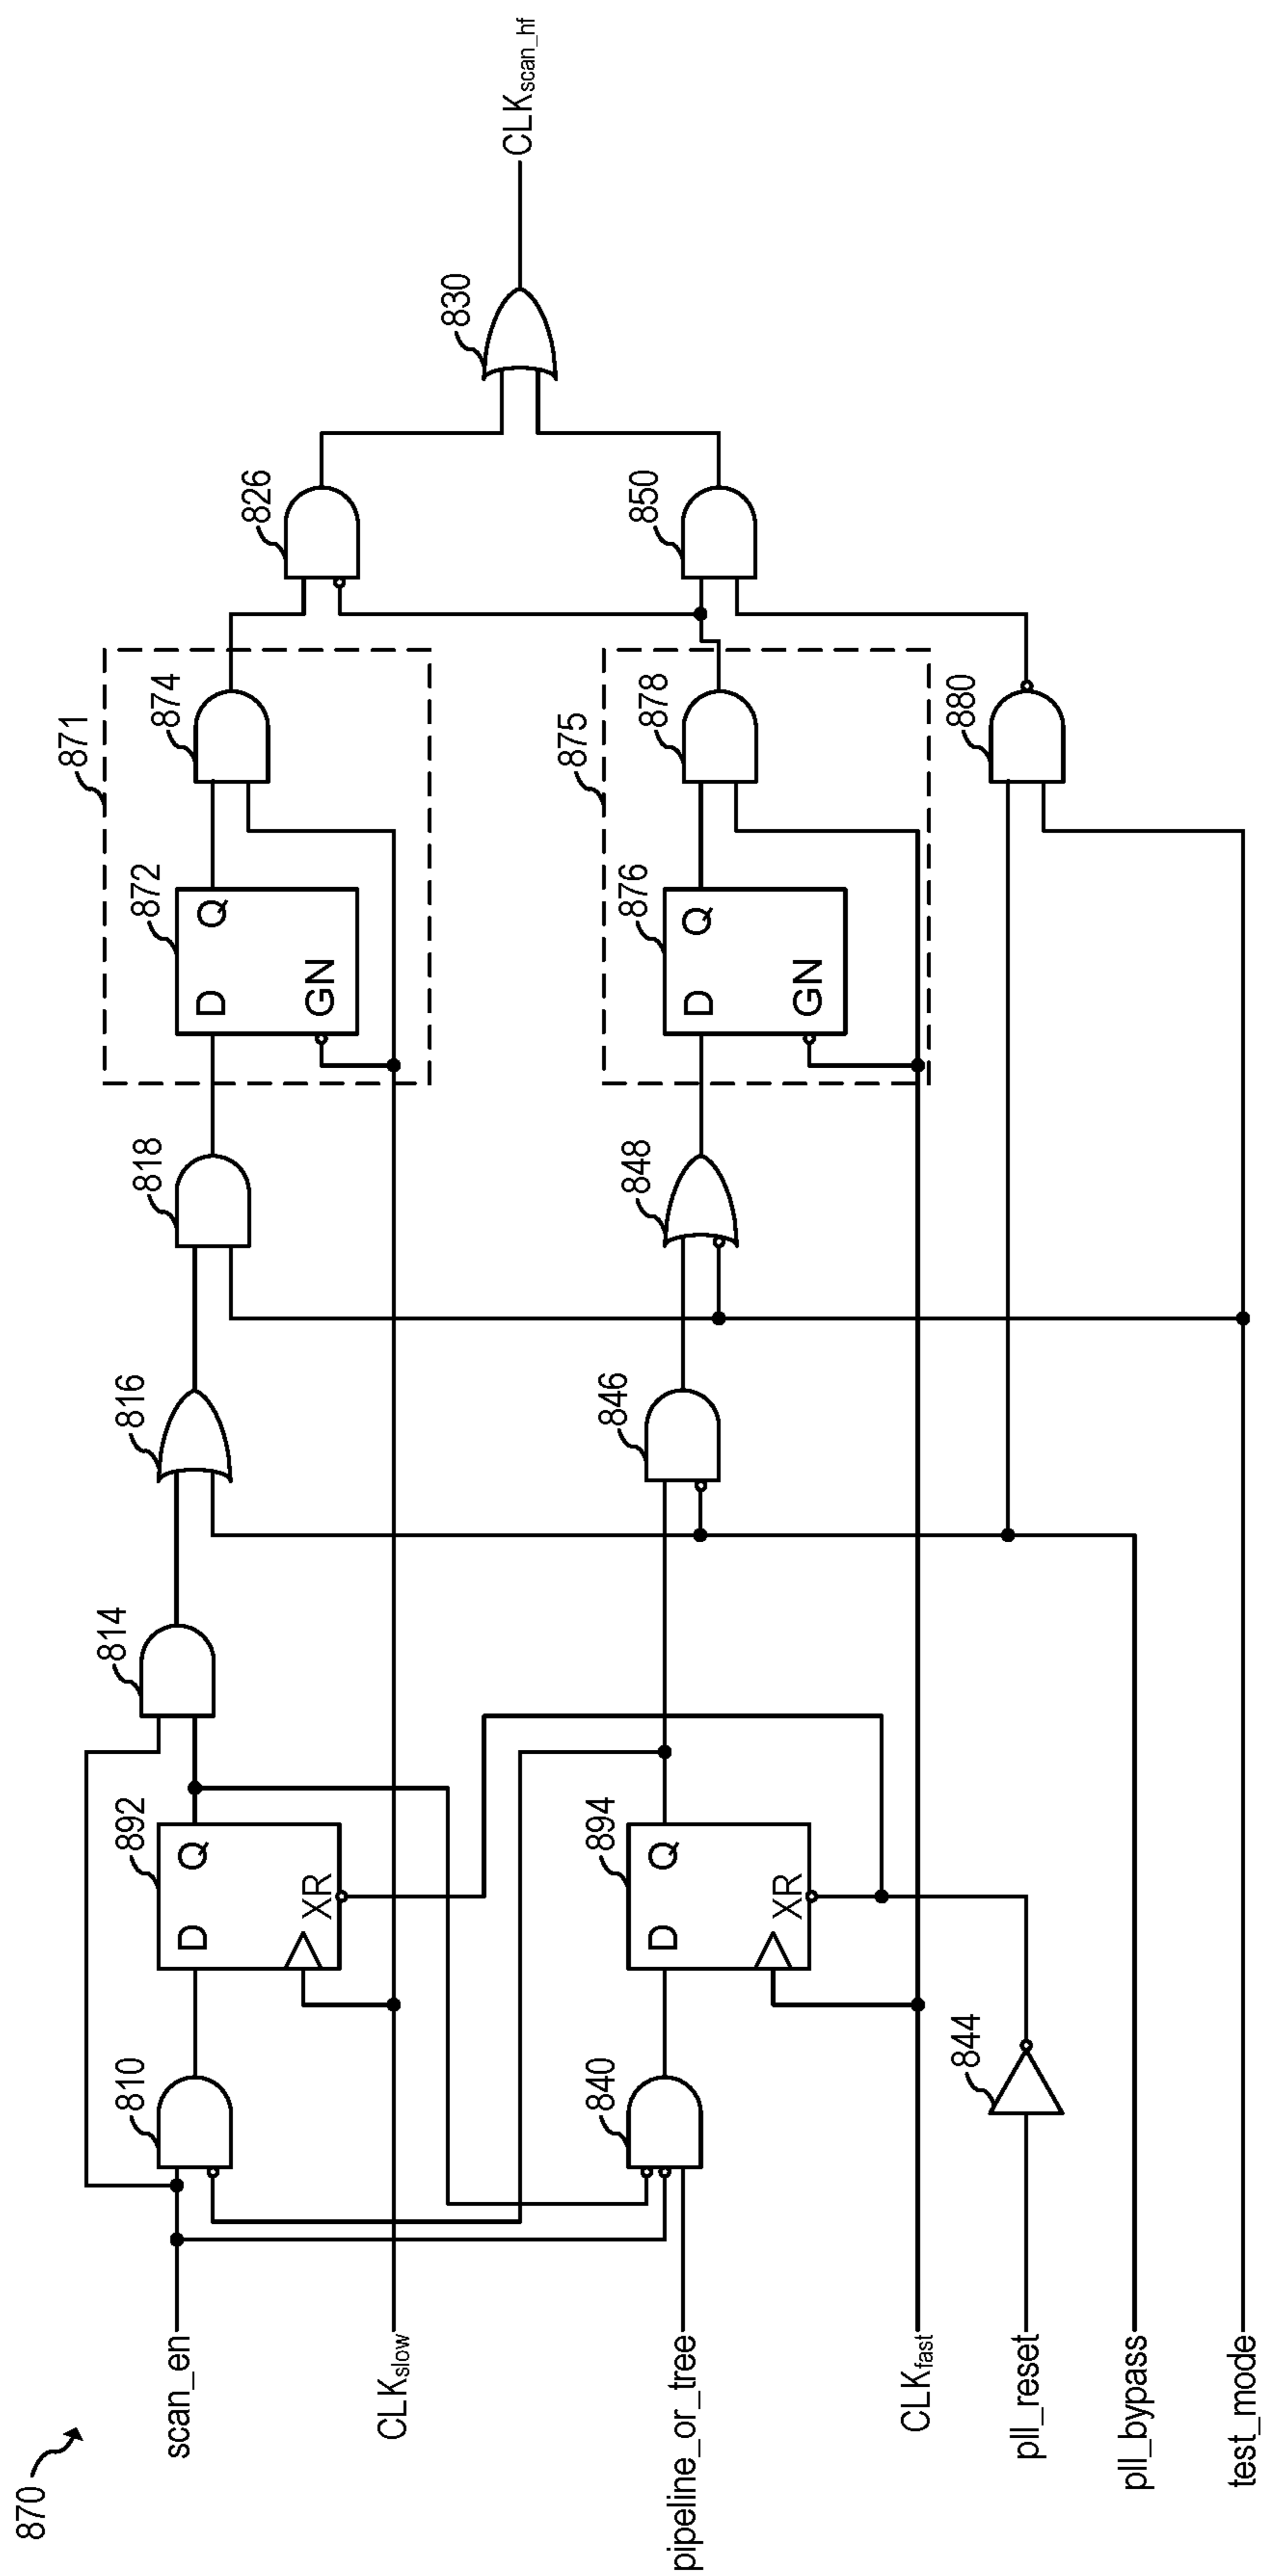 870
scan_en
CLKslow
pipeline_or_tree
CLKfast
pll_reset
pll_bypass
test_mode
810
892
D
Q
XR
814
816
818
871
872
D
Q
GN
874
826
830
CLKscan_hf
840
894
D
Q
XR
844
846
848
875
876
D
Q
GN
878
880
850